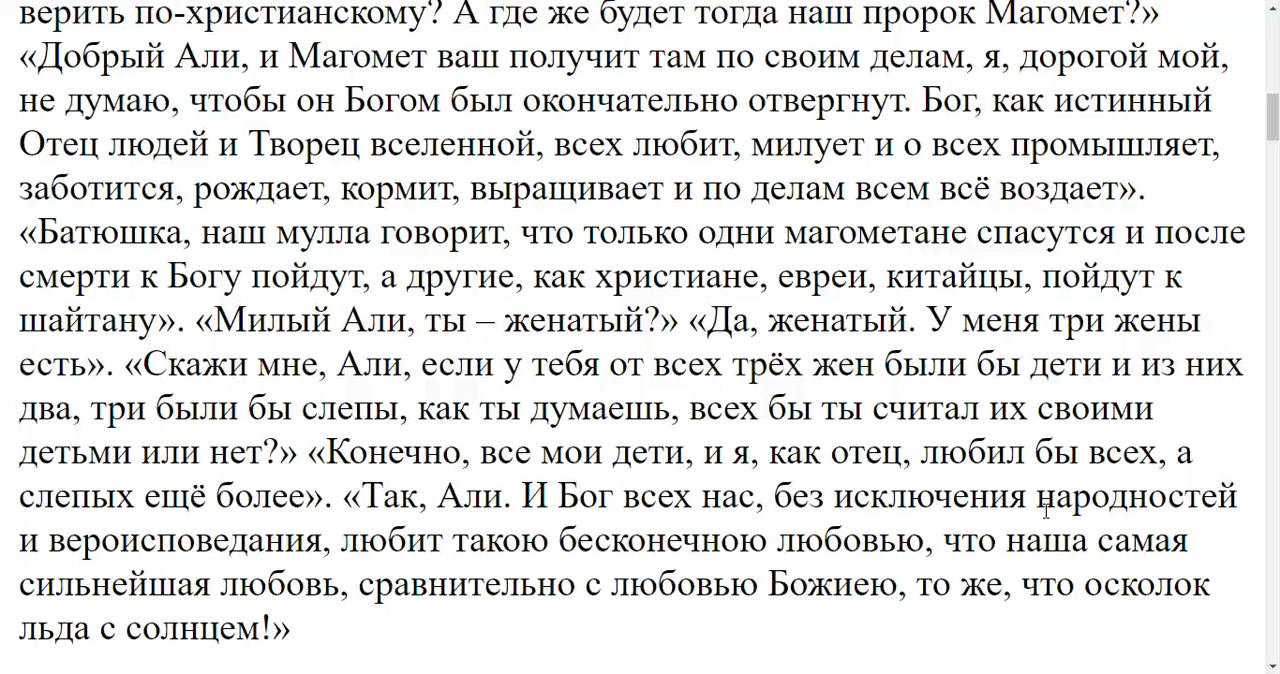 верить по-христианскому? А где же будет тогда наш пророк Магомет?»
«Добрый Али, и Магомет ваш получит там по своим делам, я, дорогой мой,
не думаю, чтобы он Богом был окончательно отвергнут. Бог, как истинный
Отец людей и Творец вселенной, всех любит, милует и о всех промышляет,
заботится, рождает, кормит, выращивает и по делам всем всё воздает».
«Батюшка, наш мулла говорит, что только одни магометане спасутся и после
смерти к Богу пойдут, а другие, как христиане, евреи, китайцы, пойдут к
шайтану». «Милый Али, ты – женатый?» «Да, женатый. У меня три жены
есть». «Скажи мне, Али, если у тебя от всех трёх жен были бы дети и из них
два, три были бы слепы, как ты думаешь, всех бы ты считал их своими
детьми или нет?» «Конечно, все мои дети, и я, как отец, любил бы всех, а
слепых ещё более». «Так, Али. И Бог всех нас, без исключения народностей
и вероисповедания, любит такою бесконечною любовью, что наша самая
сильнейшая любовь, сравнительно с любовью Божиею, то же, что осколок
льда с солнцем!»